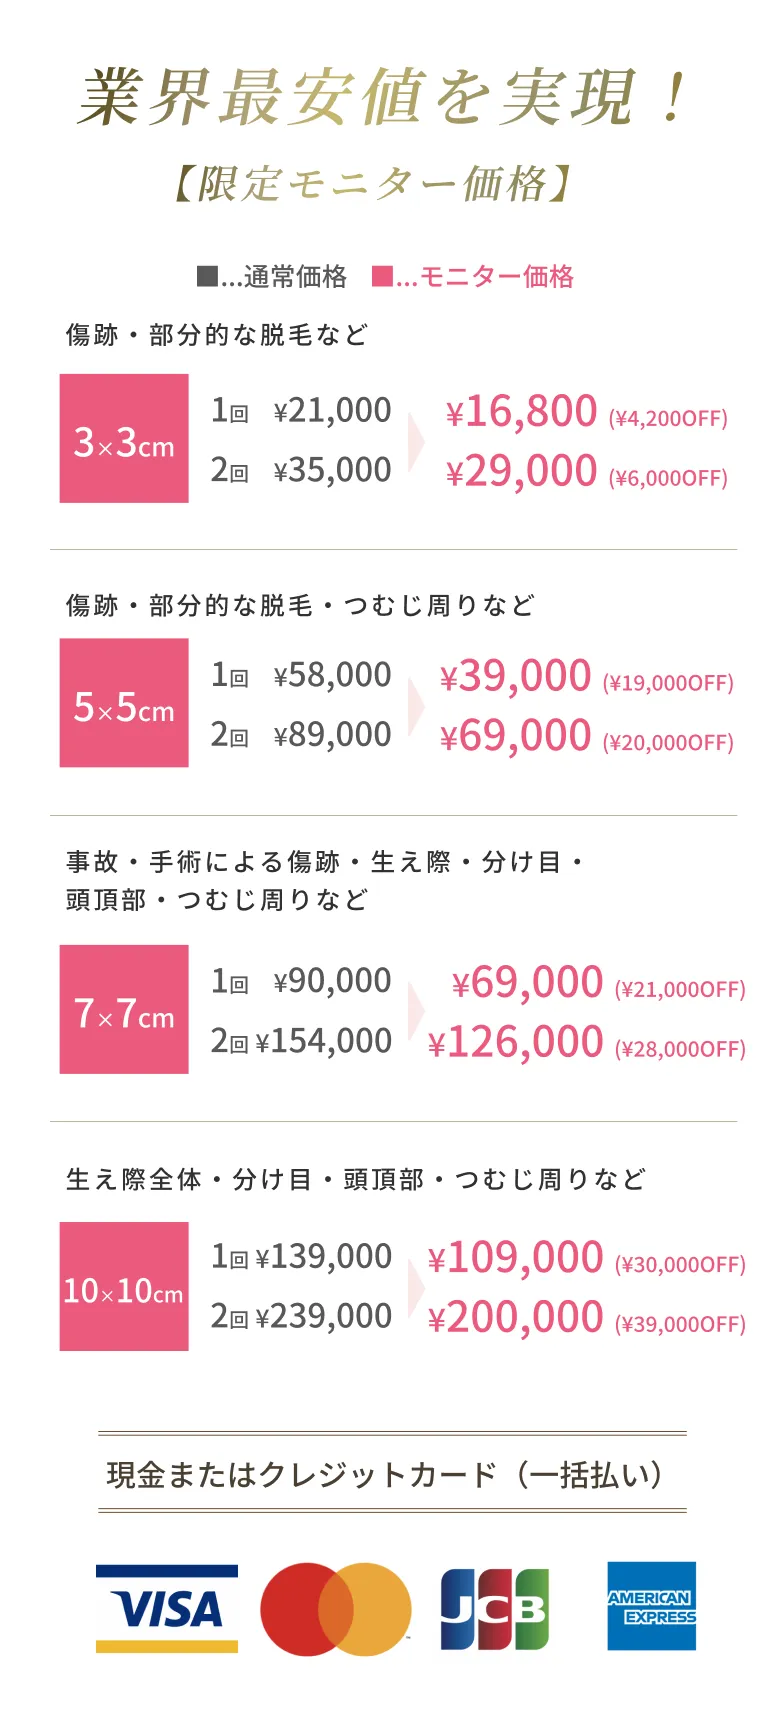 業界最安値を実現！
【限定モニター価格】
■...通常価格 ■...モニター価格
傷跡・部分的な脱毛など
3×3cm
1回 ¥21,000 ¥16,800 (¥4,200OFF)
2回 ¥35,000 ¥29,000 (¥6,000OFF)
傷跡・部分的な脱毛・つむじ周りなど
5×5cm
1回 ¥58,000 ¥39,000 (¥19,000OFF)
2回 ¥89,000 ¥69,000 (¥20,000OFF)
事故・手術による傷跡・生え際・分け目・
頭頂部・つむじ周りなど
7×7cm
1回 ¥90,000 ¥69,000 (¥21,000OFF)
2回 ¥154,000 ¥126,000 (¥28,000OFF)
生え際全体・分け目・頭頂部・つむじ周りなど
10×10cm
1回 ¥139,000 ¥109,000 (¥30,000OFF)
2回 ¥239,000 ¥200,000 (¥39,000OFF)
現金またはクレジットカード（一括払い）
VISA JCB AMERICAN
EXPRESS